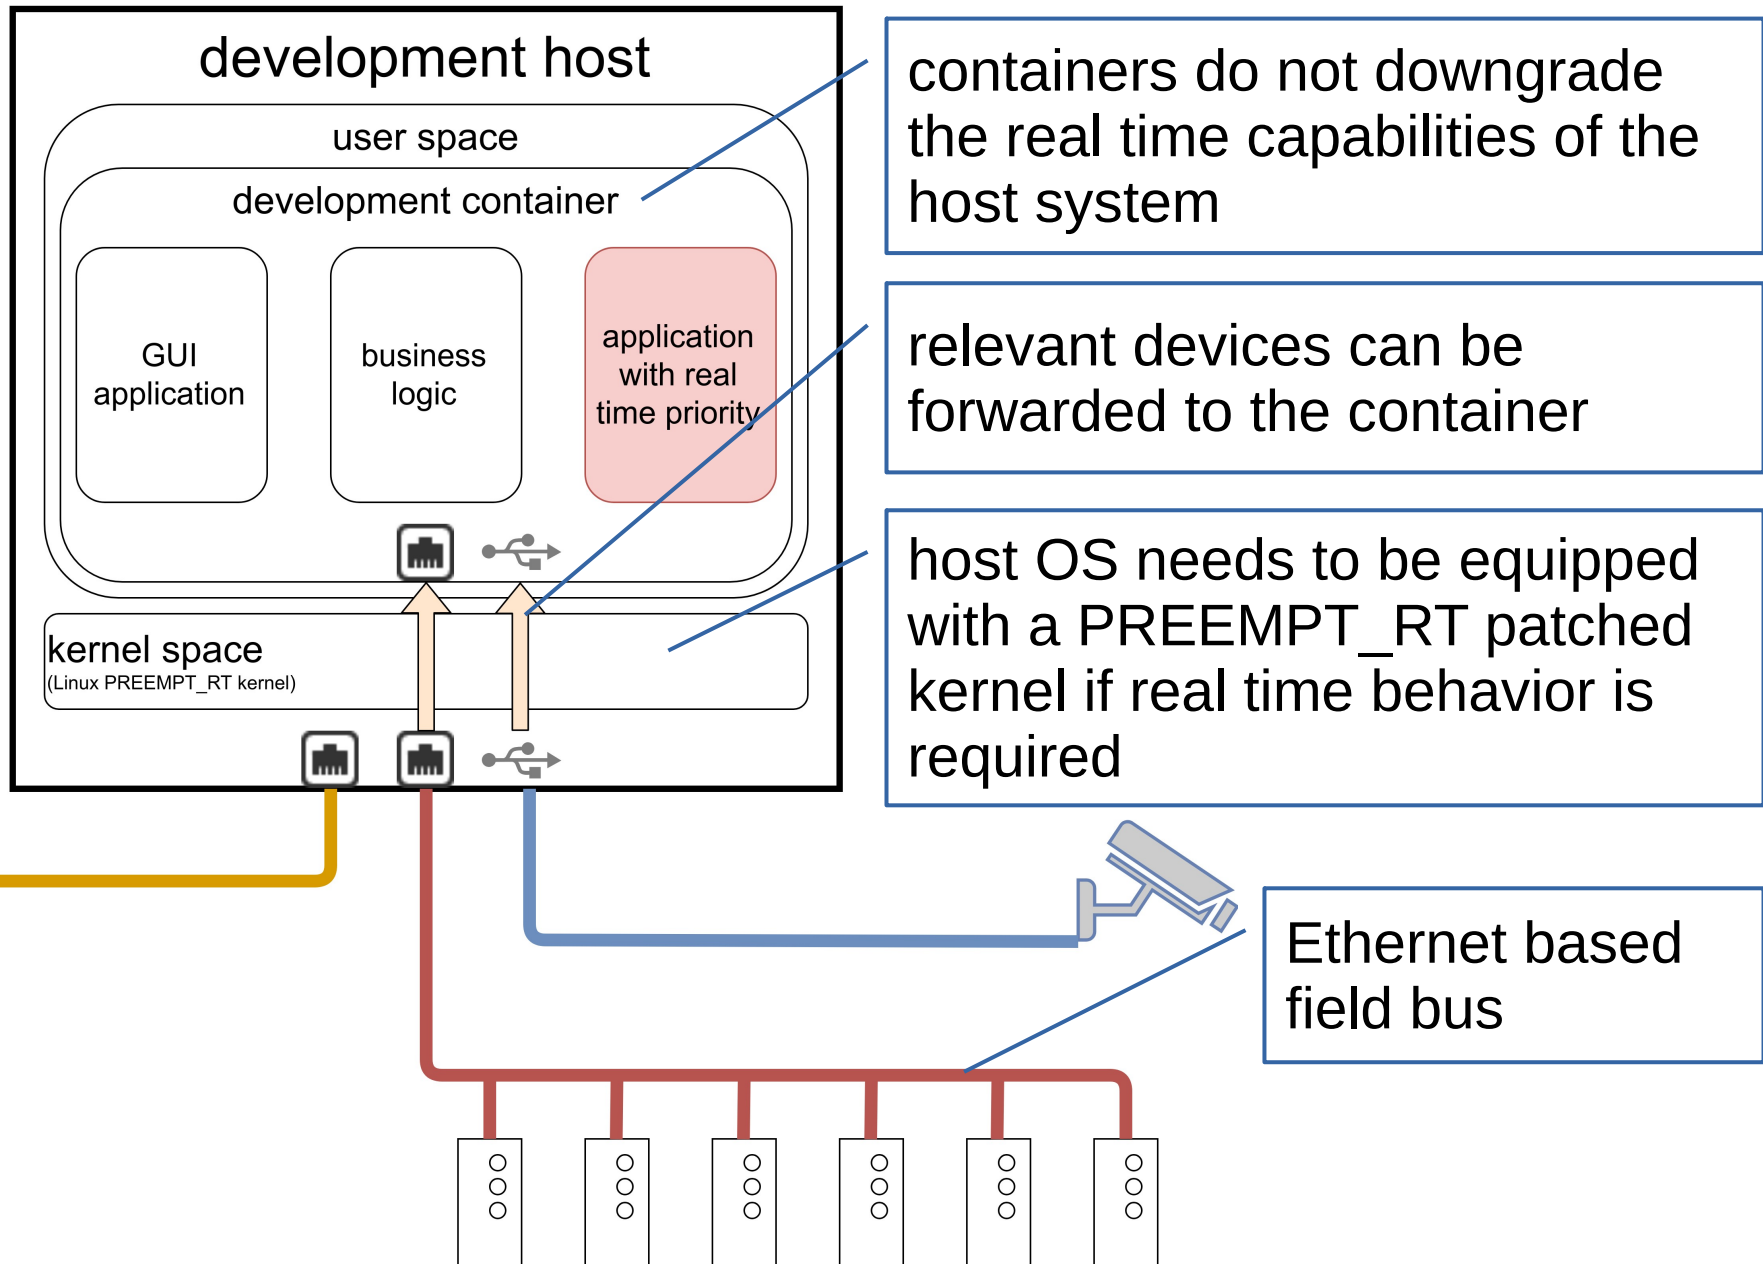 development host
user space
development container
GUI
application
business
logic
application
with real
time priority
kernel space
(Linux PREEMPT_RT kernel)
containers do not downgrade
the real time capabilities of the
host system
relevant devices can be
forwarded to the container
host OS needs to be equipped
with a PREEMPT_RT patched
kernel if real time behavior is
required
Ethernet based
field bus